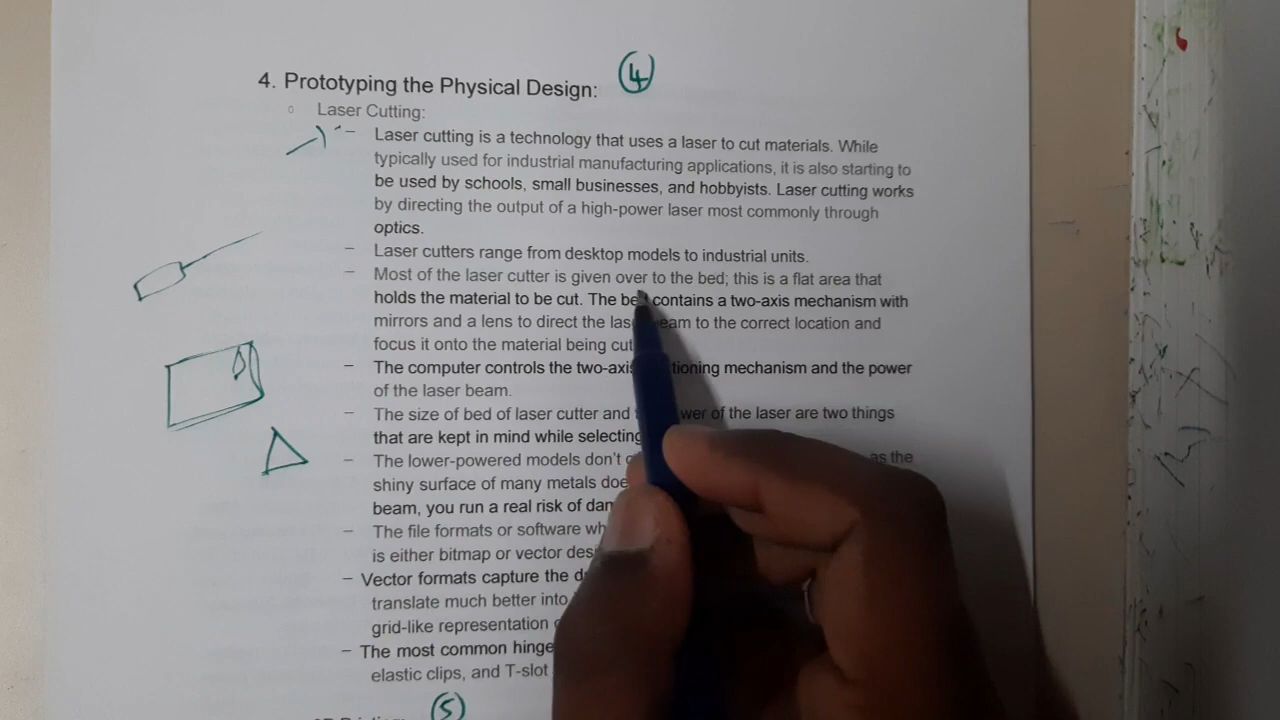 4. Prototyping the Physical Design: 4
Laser Cutting:
– Laser cutting is a technology that uses a laser to cut materials. While
typically used for industrial manufacturing applications, it is also starting to
be used by schools, small businesses, and hobbyists. Laser cutting works
by directing the output of a high-power laser most commonly through
optics.
– Laser cutters range from desktop models to industrial units.
– Most of the laser cutter is given over to the bed; this is a flat area that
holds the material to be cut. The contains a two-axis mechanism with
mirrors and a lens to direct the to the correct location and
focus it onto the material being cut
– The computer controls the mechanism and the power
of the laser beam.
– The size of bed of laser cutter and of the laser are two things
that are kept in mind while selecting
– The lower-powered models don't as the
shiny surface of many metals
beam, you run a real risk of
– The file formats or software
is either bitmap or vector
– Vector formats capture the
translate much better into
grid-like representation
– The most common hinge
elastic clips, and T-slot
5